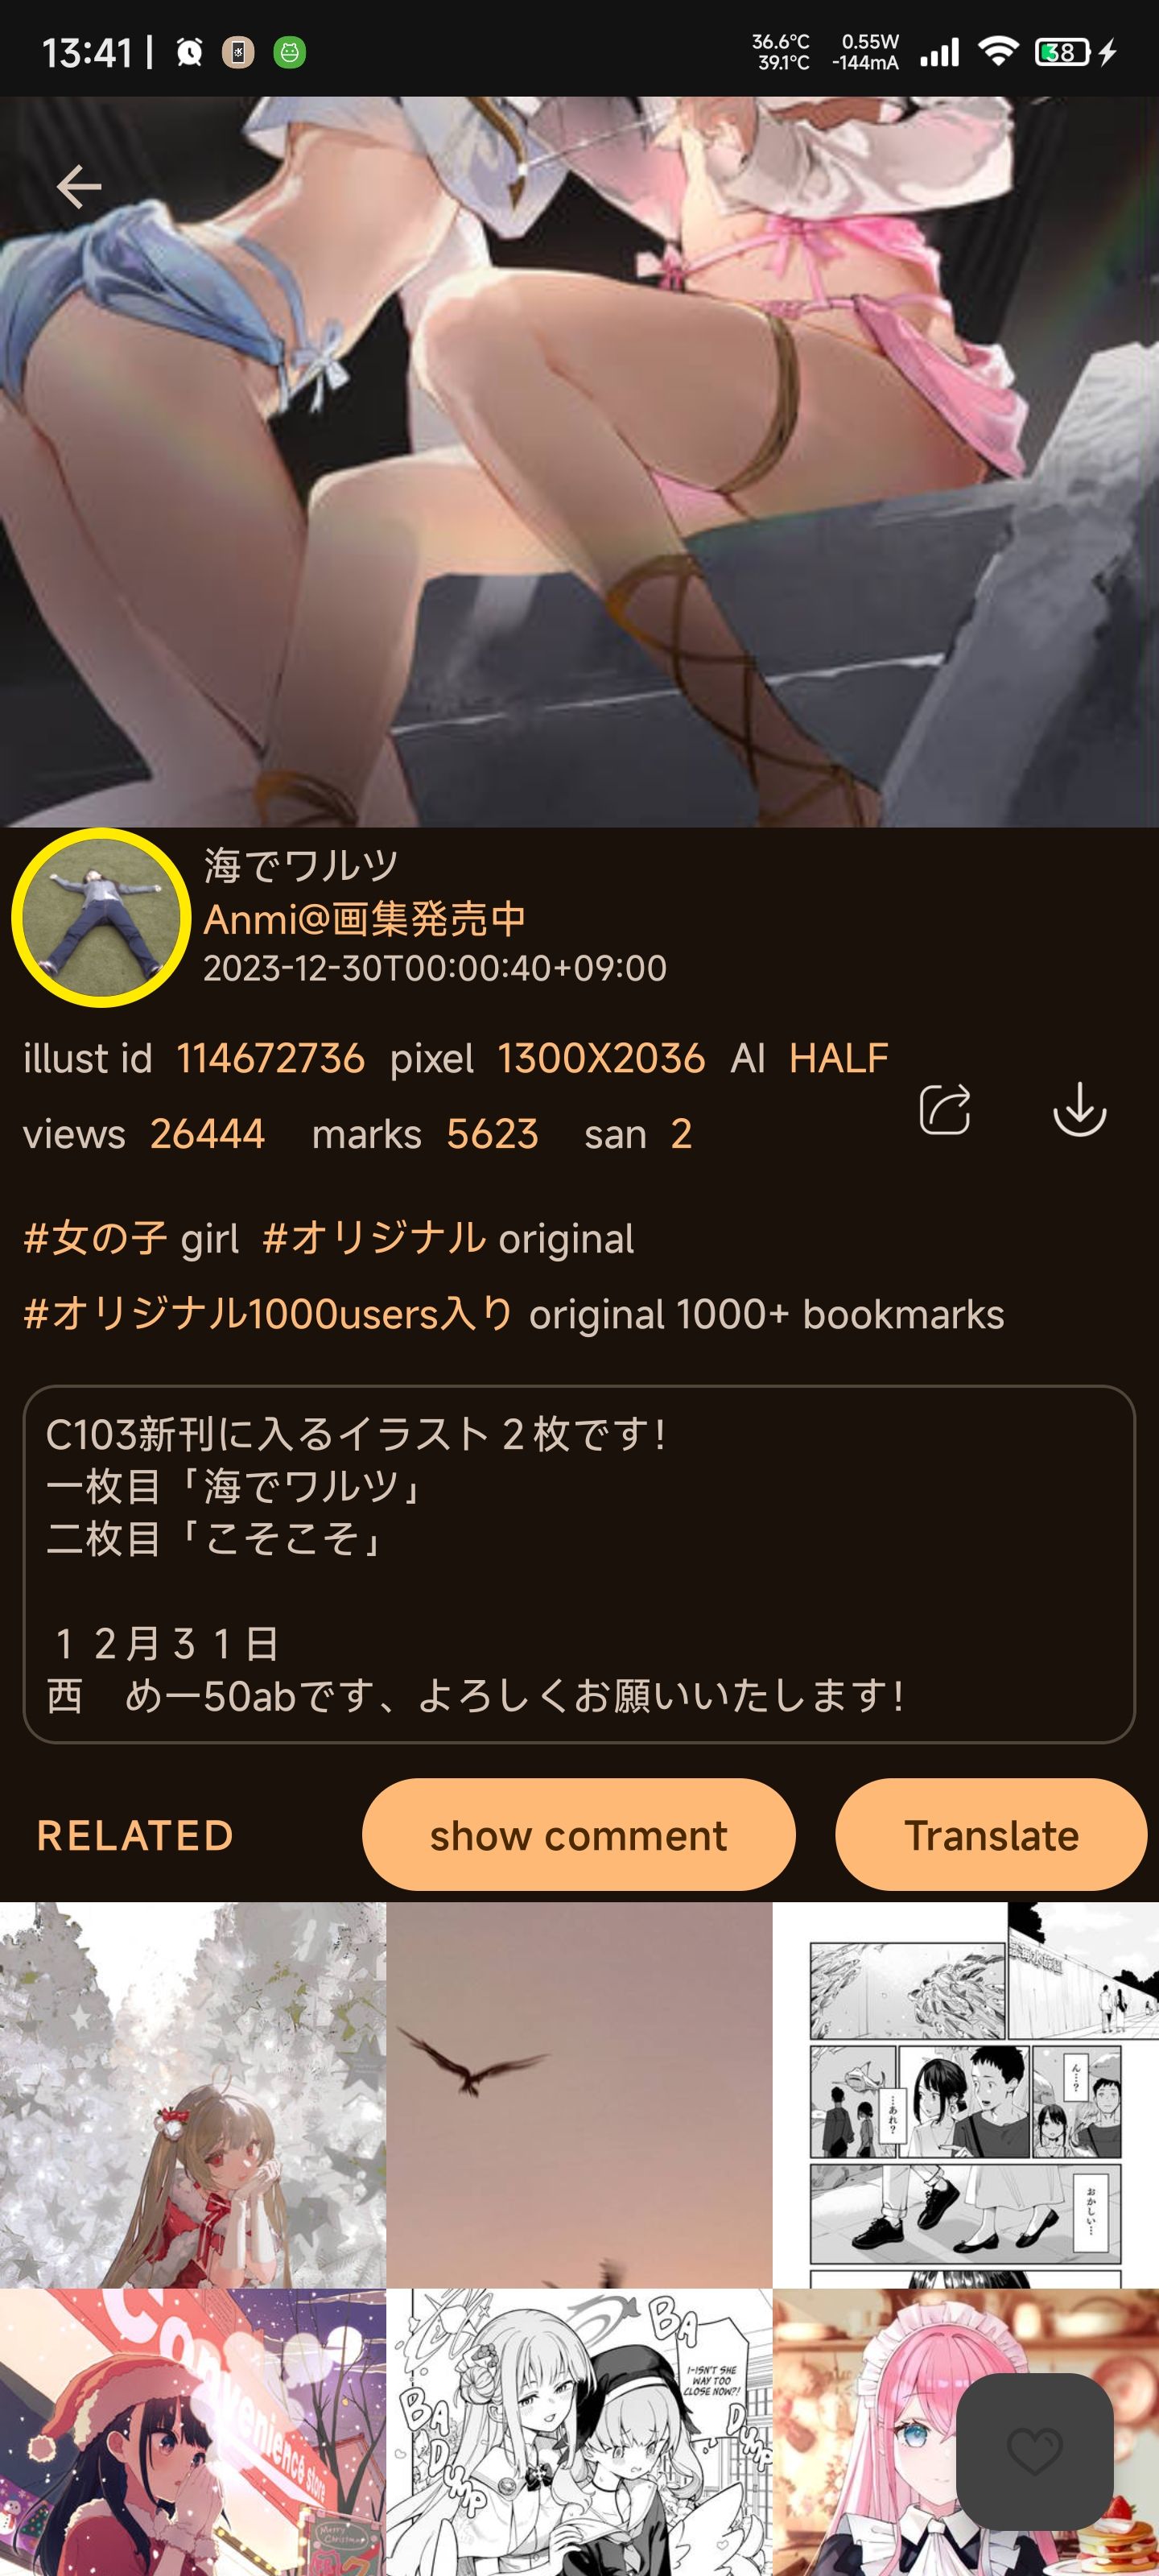 13:41
36.6°C 0.55W
39.1°C -144mA
38
海でワルツ
Anmi@画集発売中
2023-12-30T00:00:40+09:00
illust id 114672736 pixel 1300X2036 AI HALF
views 26444 marks 5623 san 2
#女の子 girl #オリジナル original
#オリジナル1000users入り original 1000+ bookmarks
C103新刊に入るイラスト２枚です！
一枚目「海でワルツ」
二枚目「こそこそ」
１２月３１日
西　めー50abです、よろしくお願いいたします！
RELATED
show comment
Translate
…あれ？
ん…？
おかしい…
Convenience store
Merry Christmas
BA
I-ISN'T SHE
WAY TOO
CLOSE NOW?!
BA
DUMP
DUMP